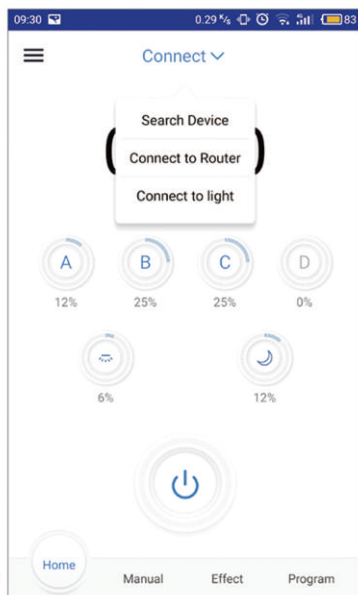 09:30 0.29 K/s 83
Connect
Search Device
Connect to Router
Connect to light
A B C D
12% 25% 25% 0%
6% 12%
Home Manual Effect Program